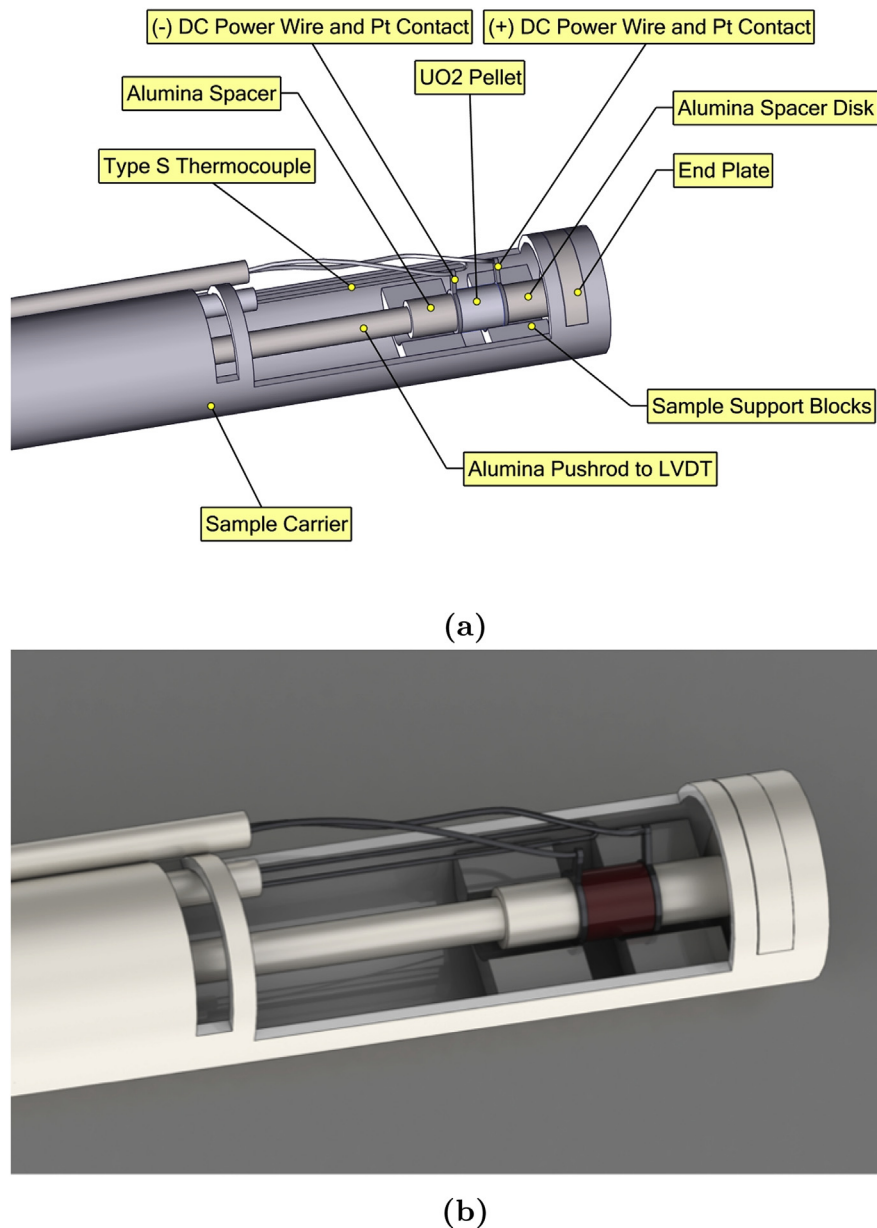 (-) DC Power Wire and Pt Contact
(+) DC Power Wire and Pt Contact
UO2 Pellet
Alumina Spacer
Alumina Spacer Disk
Type S Thermocouple
End Plate
Sample Support Blocks
Alumina Pushrod to LVDT
Sample Carrier
(a)
(b)